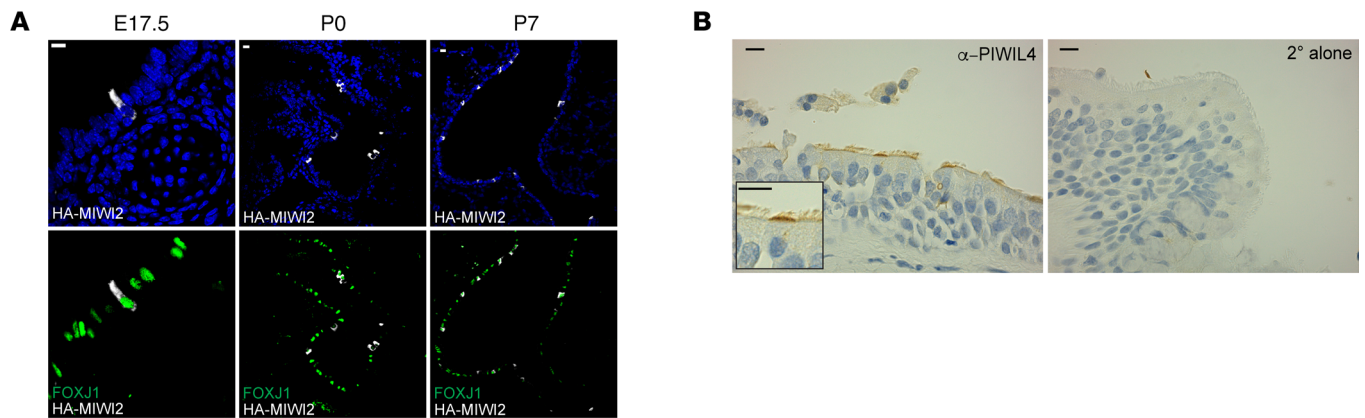 A
E17.5
P0
P7
HA-MIWI2
HA-MIWI2
HA-MIWI2
FOXJ1
HA-MIWI2
FOXJ1
HA-MIWI2
FOXJ1
HA-MIWI2
B
α–PIWIL4
2° alone